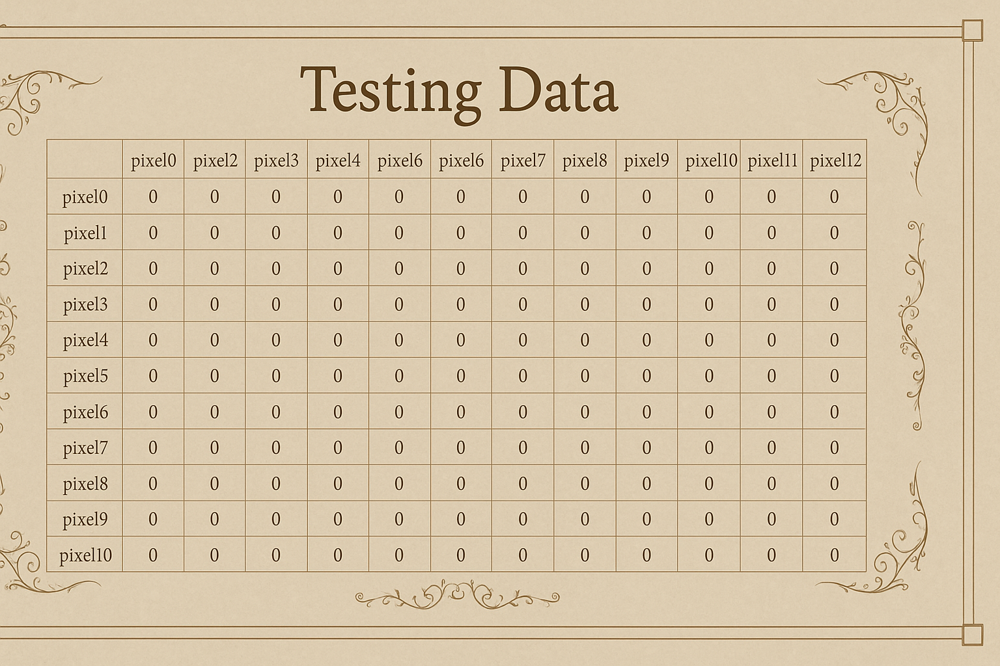 Testing Data
pixel0 pixel2 pixel3 pixel4 pixel6 pixel6 pixel7 pixel8 pixel9 pixel10 pixel11 pixel12
pixel0 0 0 0 0 0 0 0 0 0 0 0 0
pixel1 0 0 0 0 0 0 0 0 0 0 0 0
pixel2 0 0 0 0 0 0 0 0 0 0 0 0
pixel3 0 0 0 0 0 0 0 0 0 0 0 0
pixel4 0 0 0 0 0 0 0 0 0 0 0 0
pixel5 0 0 0 0 0 0 0 0 0 0 0 0
pixel6 0 0 0 0 0 0 0 0 0 0 0 0
pixel7 0 0 0 0 0 0 0 0 0 0 0 0
pixel8 0 0 0 0 0 0 0 0 0 0 0 0
pixel9 0 0 0 0 0 0 0 0 0 0 0 0
pixel10 0 0 0 0 0 0 0 0 0 0 0 0